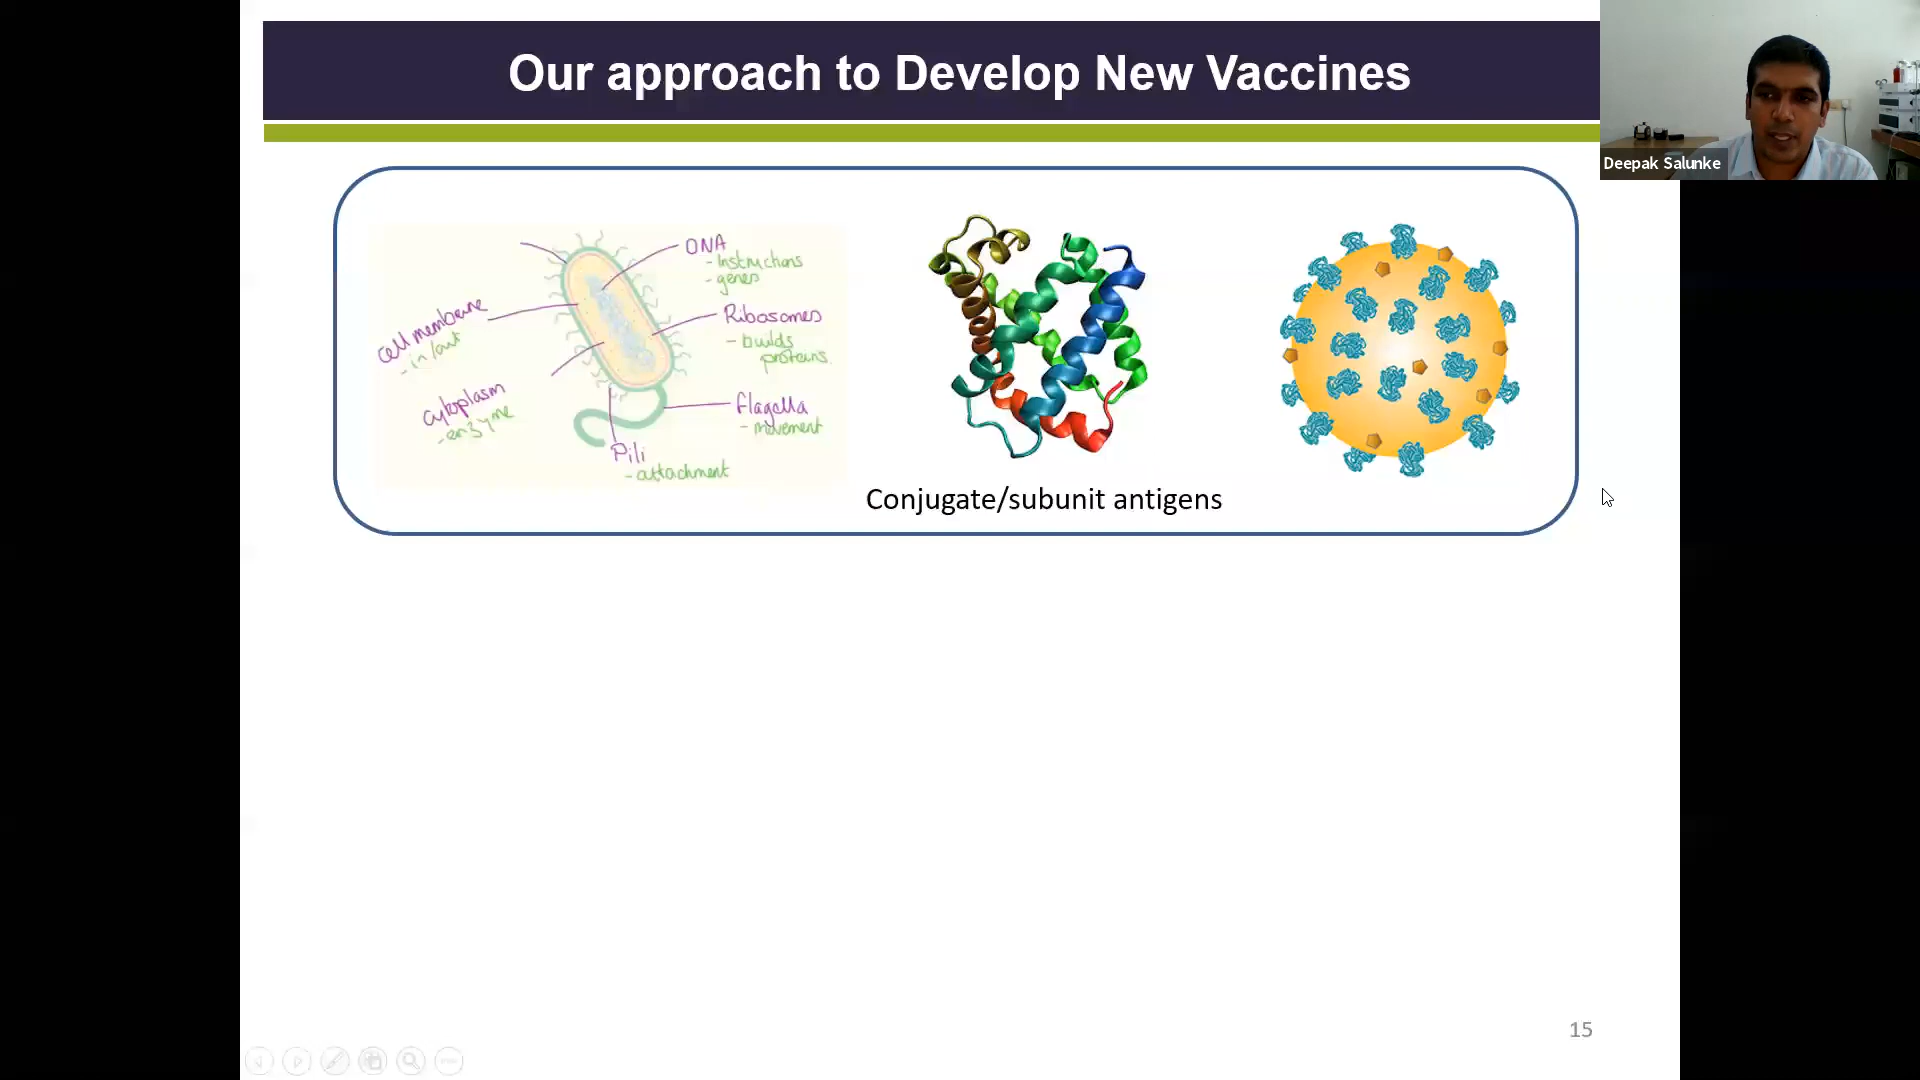 Our approach to Develop New Vaccines
Deepak Salunke
DNA
- Instructions
- genes
cell membrane
- in/out
Ribosomes
- builds
proteins
cytoplasm
- enzyme
flagella
- movement
Pili
- attachment
Conjugate/subunit antigens
15